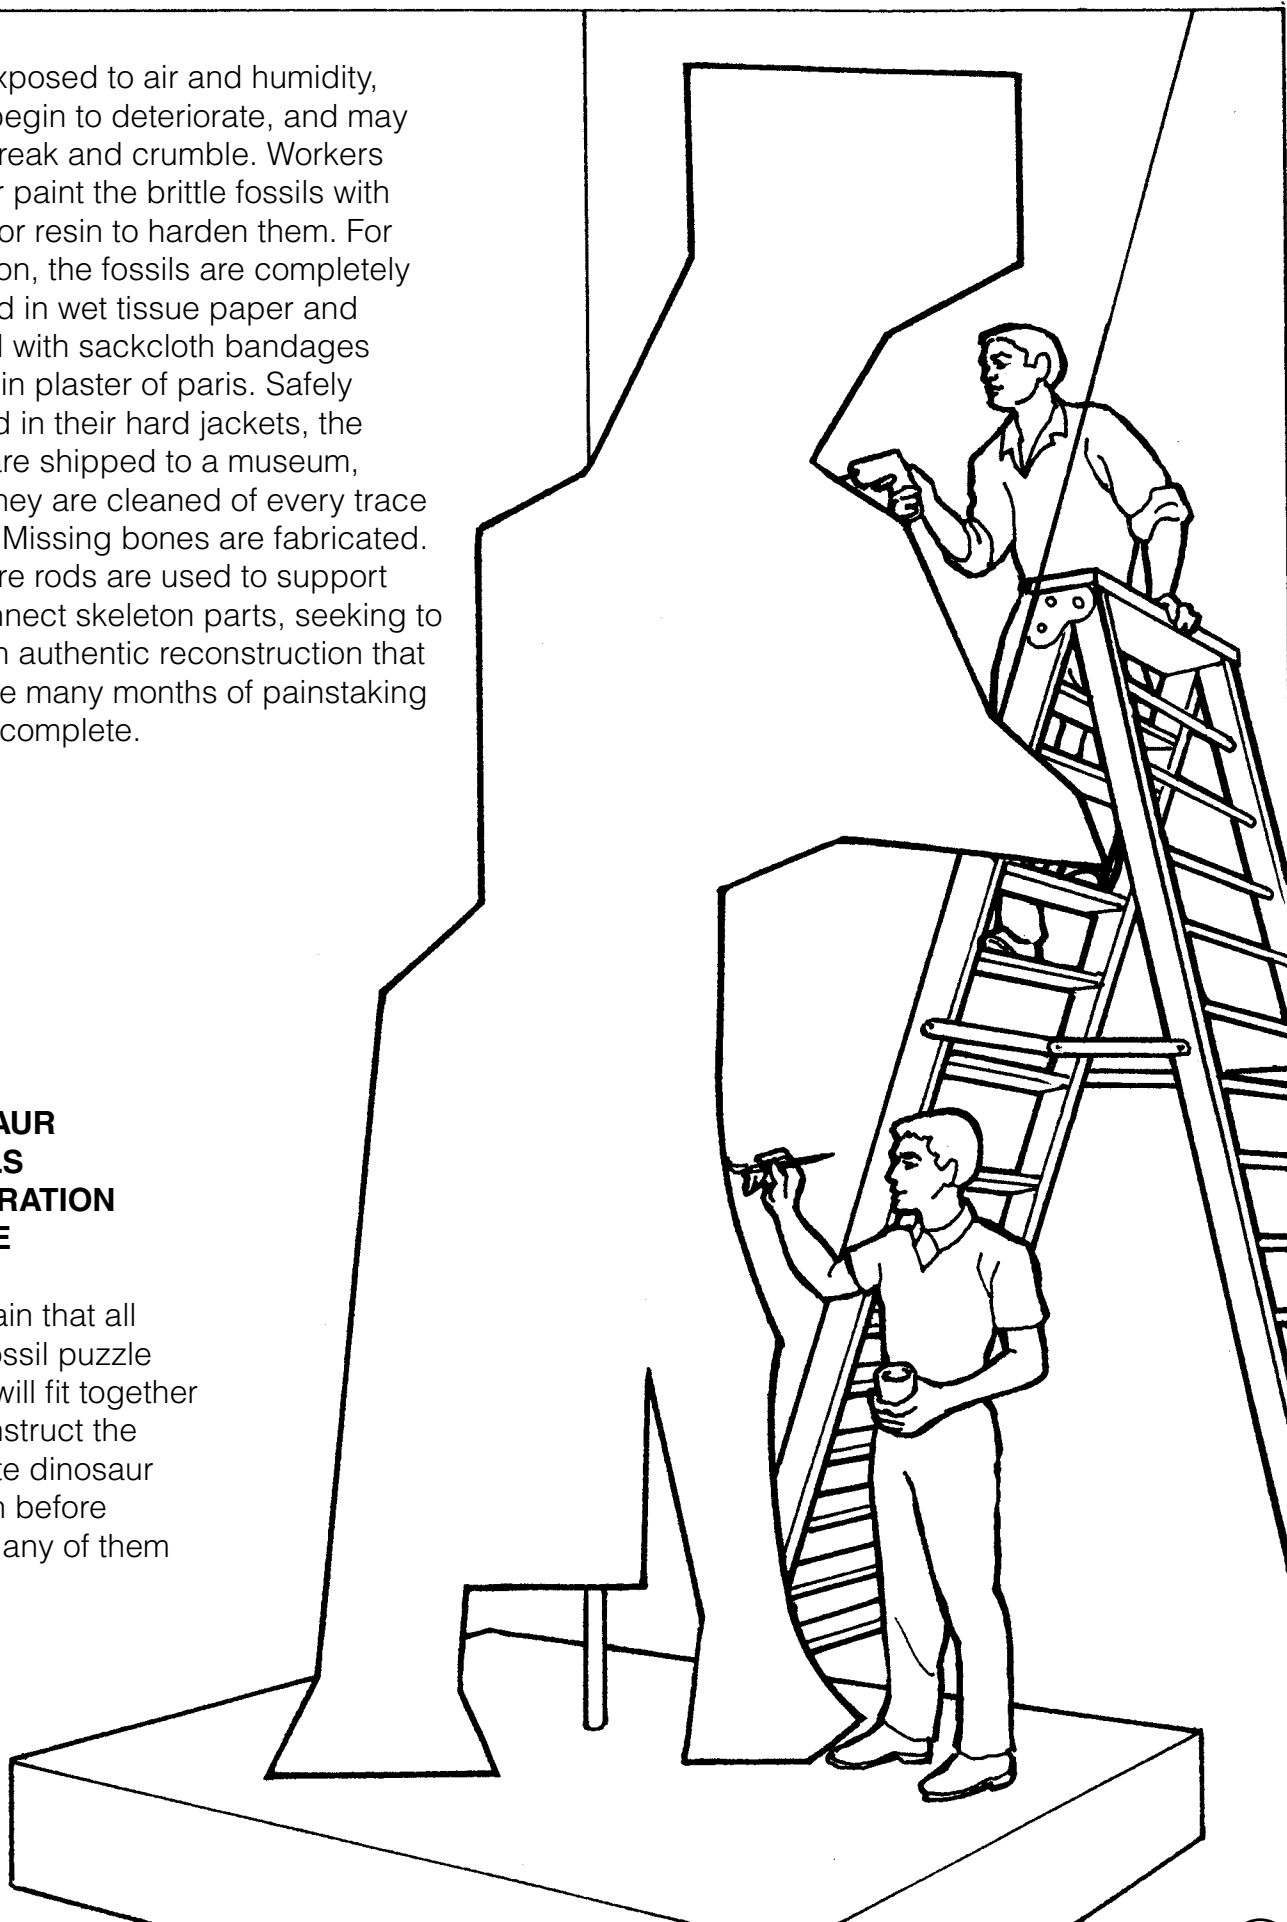 xposed to air and humidity,
begin to deteriorate, and may
reak and crumble. Workers
r paint the brittle fossils with
or resin to harden them. For
on, the fossils are completely
d in wet tissue paper and
d with sackcloth bandages
in plaster of paris. Safely
d in their hard jackets, the
are shipped to a museum,
hey are cleaned of every trace
Missing bones are fabricated.
re rods are used to support
nnect skeleton parts, seeking to
n authentic reconstruction that
e many months of painstaking
complete.
AUR
LS
RATION
E
ain that all
ossil puzzle
will fit together
nstruct the
te dinosaur
n before
any of them